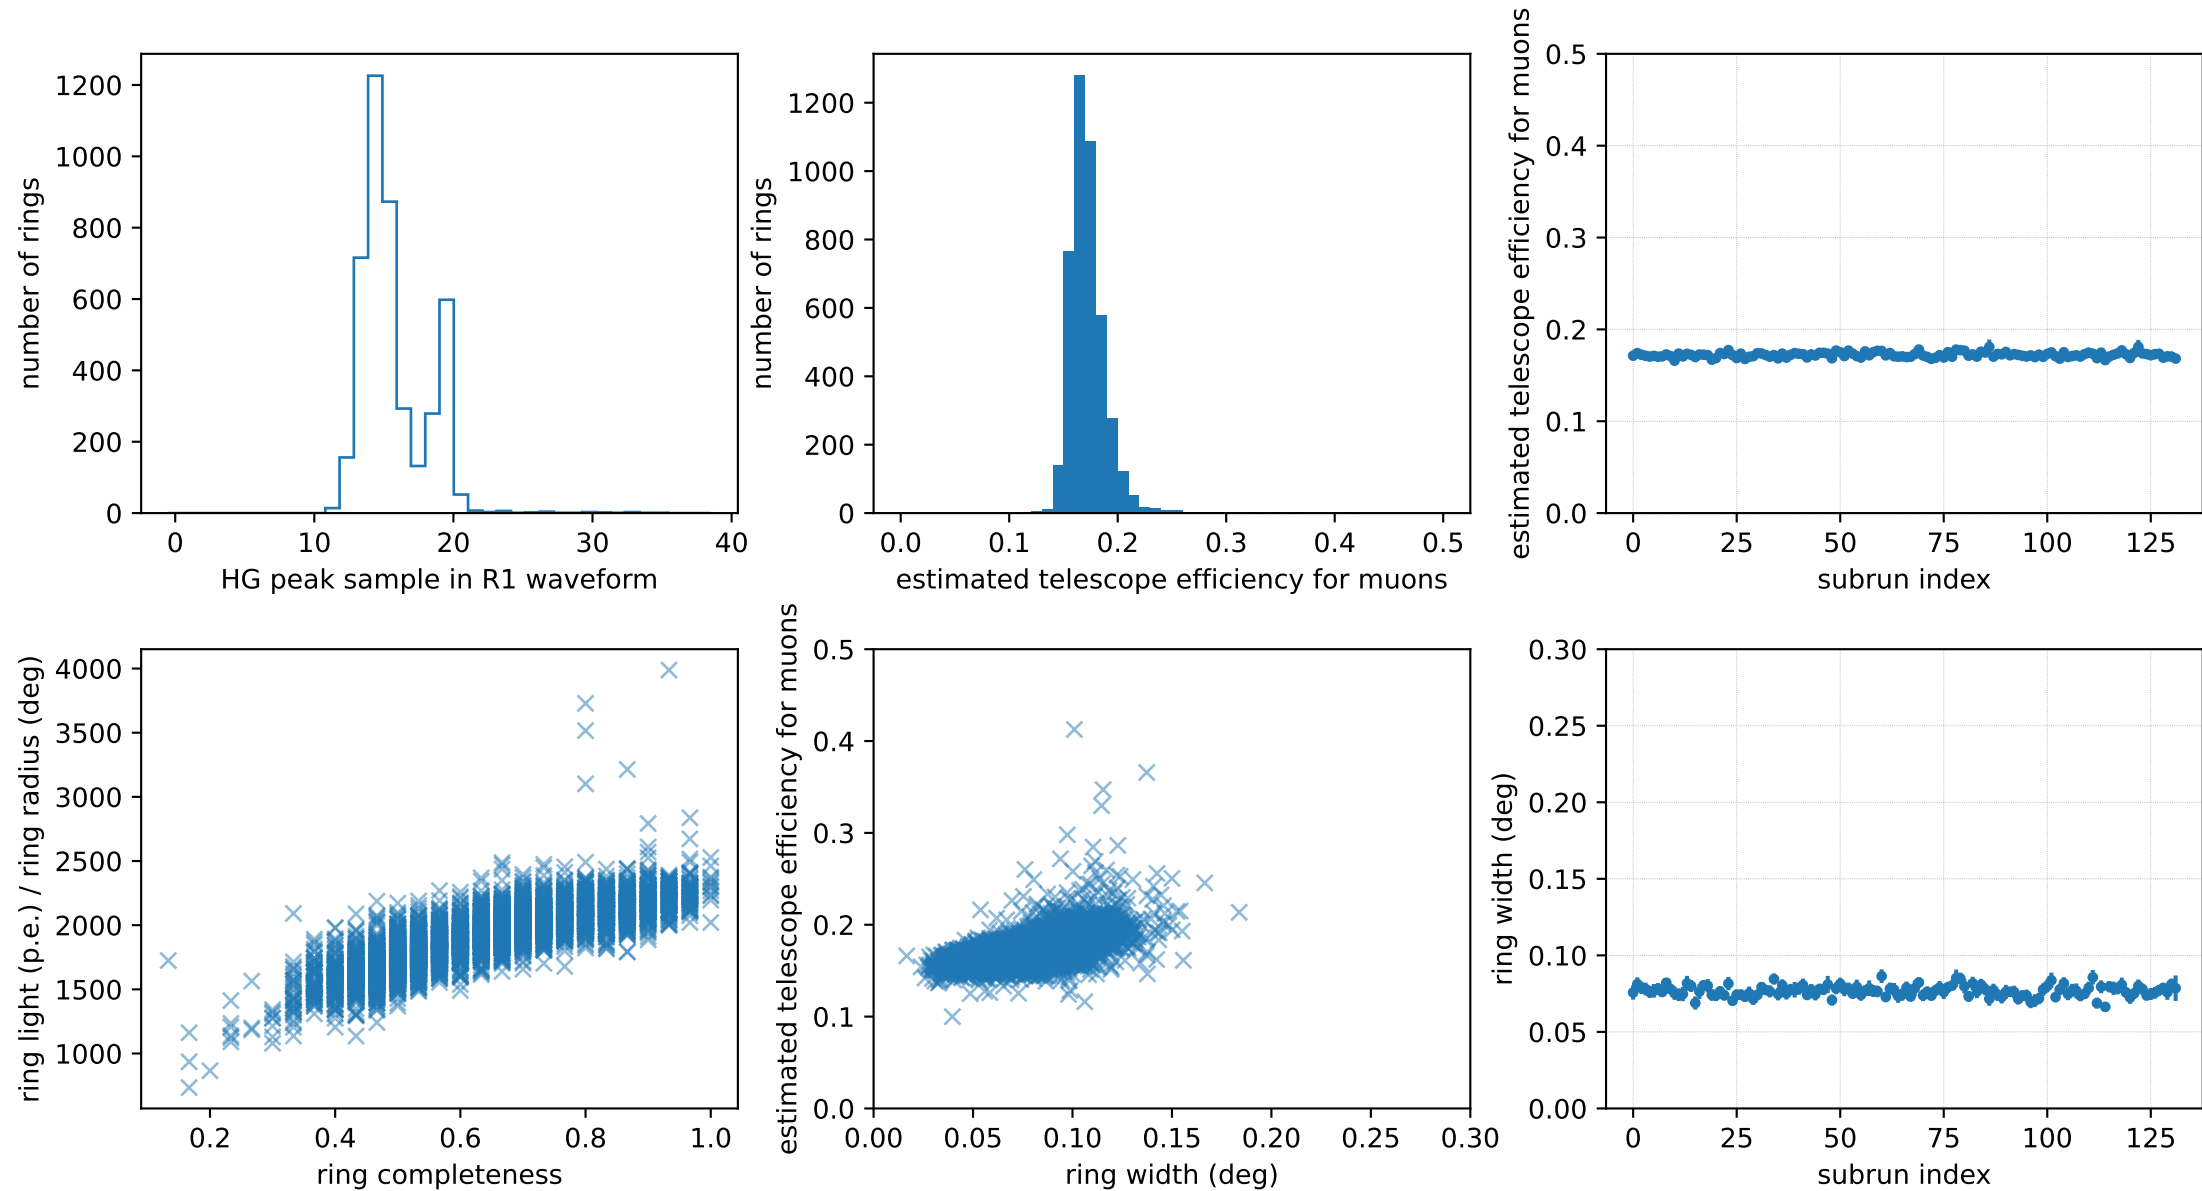 number of rings
1200
1000
800
600
400
200
0
0 10 20 30 40
HG peak sample in R1 waveform
number of rings
1200
1000
800
600
400
200
0
0.0 0.1 0.2 0.3 0.4 0.5
estimated telescope efficiency for muons
estimated telescope efficiency for muons
0.5
0.4
0.3
0.2
0.1
0.0
0 25 50 75 100 125
subrun index
ring light (p.e.) / ring radius (deg)
4000
3500
3000
2500
2000
1500
1000
0.2 0.4 0.6 0.8 1.0
ring completeness
estimated telescope efficiency for muons
0.5
0.4
0.3
0.2
0.1
0.0
0.00 0.05 0.10 0.15 0.20 0.25 0.30
ring width (deg)
ring width (deg)
0.30
0.25
0.20
0.15
0.10
0.05
0.00
0 25 50 75 100 125
subrun index